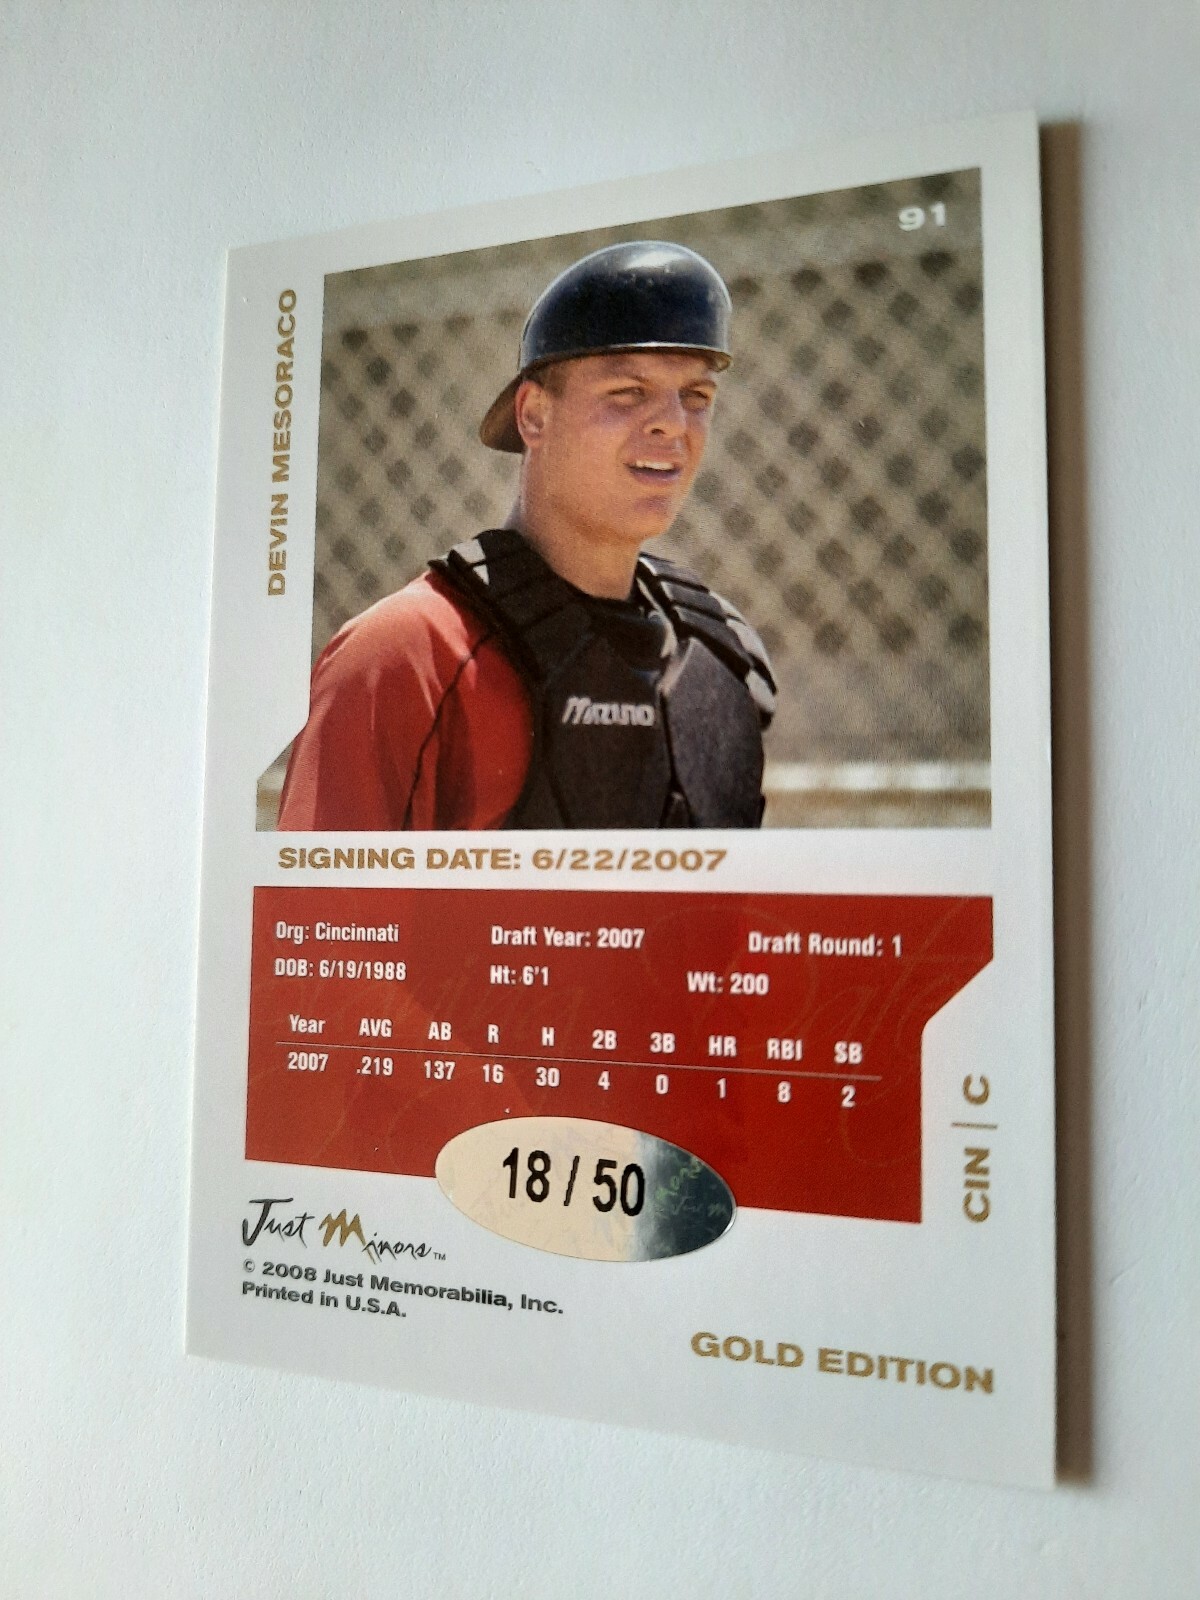 91
DEVIN MESORACO
Mizuno
SIGNING DATE: 6/22/2007
Org: Cincinnati Draft Year: 2007 Draft Round: 1
DOB: 6/19/1988 Ht: 6'1 Wt: 200
Year AVG AB R H 2B 3B HR RBI SB
2007 .219 137 16 30 4 0 1 8 2
CIN | C
18 / 50
Just Minors™
© 2008 Just Memorabilia, Inc.
Printed in U.S.A.
GOLD EDITION